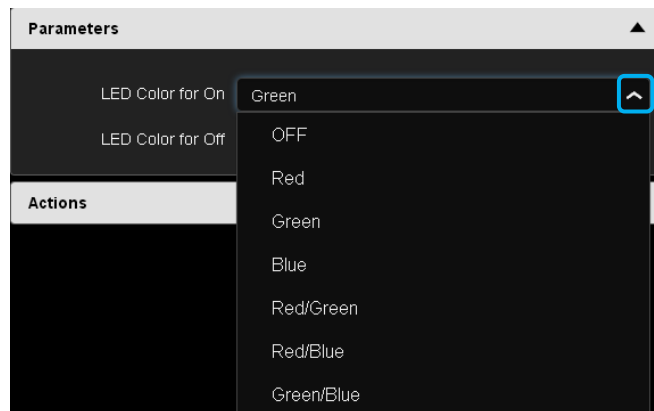 Parameters
LED Color for On Green
LED Color for Off OFF
Red
Actions
Green
Blue
Red/Green
Red/Blue
Green/Blue